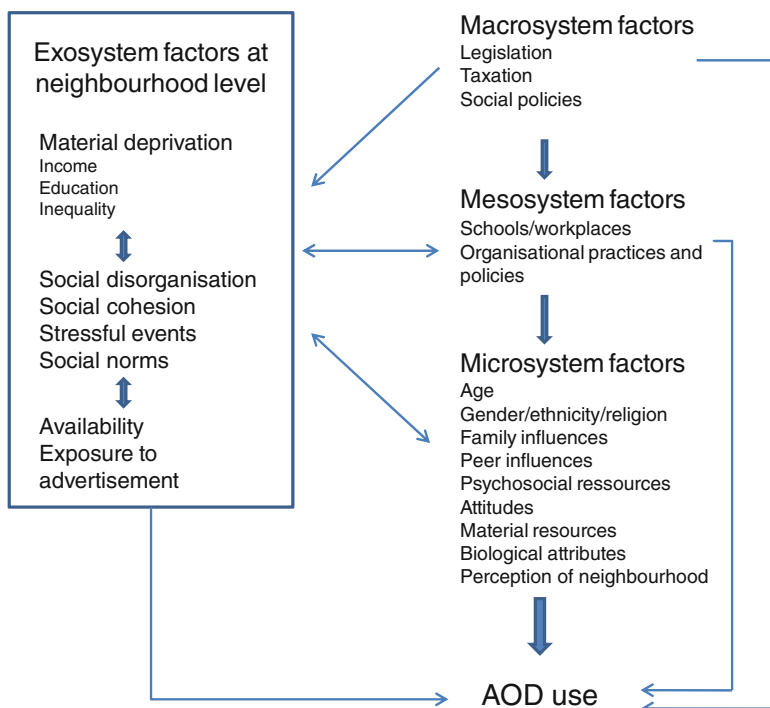 Exosystem factors at
neighbourhood level
Material deprivation
Income
Education
Inequality
Social disorganisation
Social cohesion
Stressful events
Social norms
Availability
Exposure to
advertisement
Macrosystem factors
Legislation
Taxation
Social policies
Mesosystem factors
Schools/workplaces
Organisational practices and
policies
Microsystem factors
Age
Gender/ethnicity/religion
Family influences
Peer influences
Psychosocial ressources
Attitudes
Material resources
Biological attributes
Perception of neighbourhood
AOD use